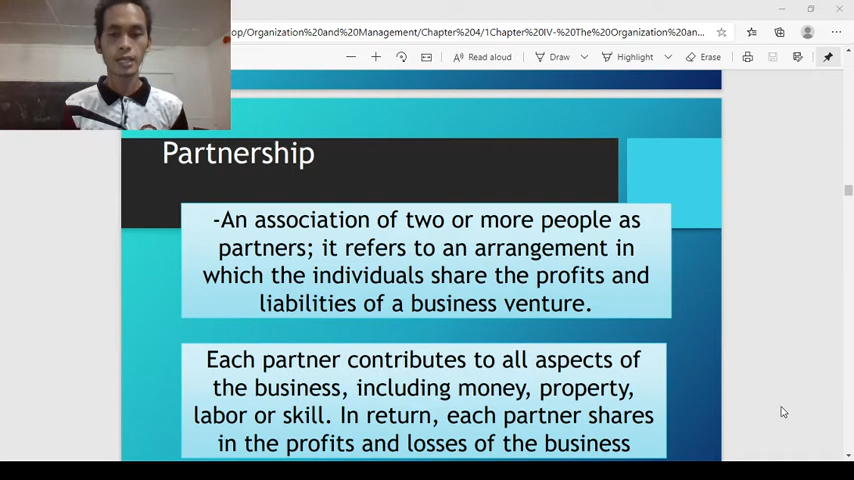 op/Organization%20and%20Management/Chapter%204/1Chapter%20IV-%20The%20Organization%20an...
Read aloud
Draw
Highlight
Erase
Partnership
-An association of two or more people as
partners; it refers to an arrangement in
which the individuals share the profits and
liabilities of a business venture.
Each partner contributes to all aspects of
the business, including money, property,
labor or skill. In return, each partner shares
in the profits and losses of the business